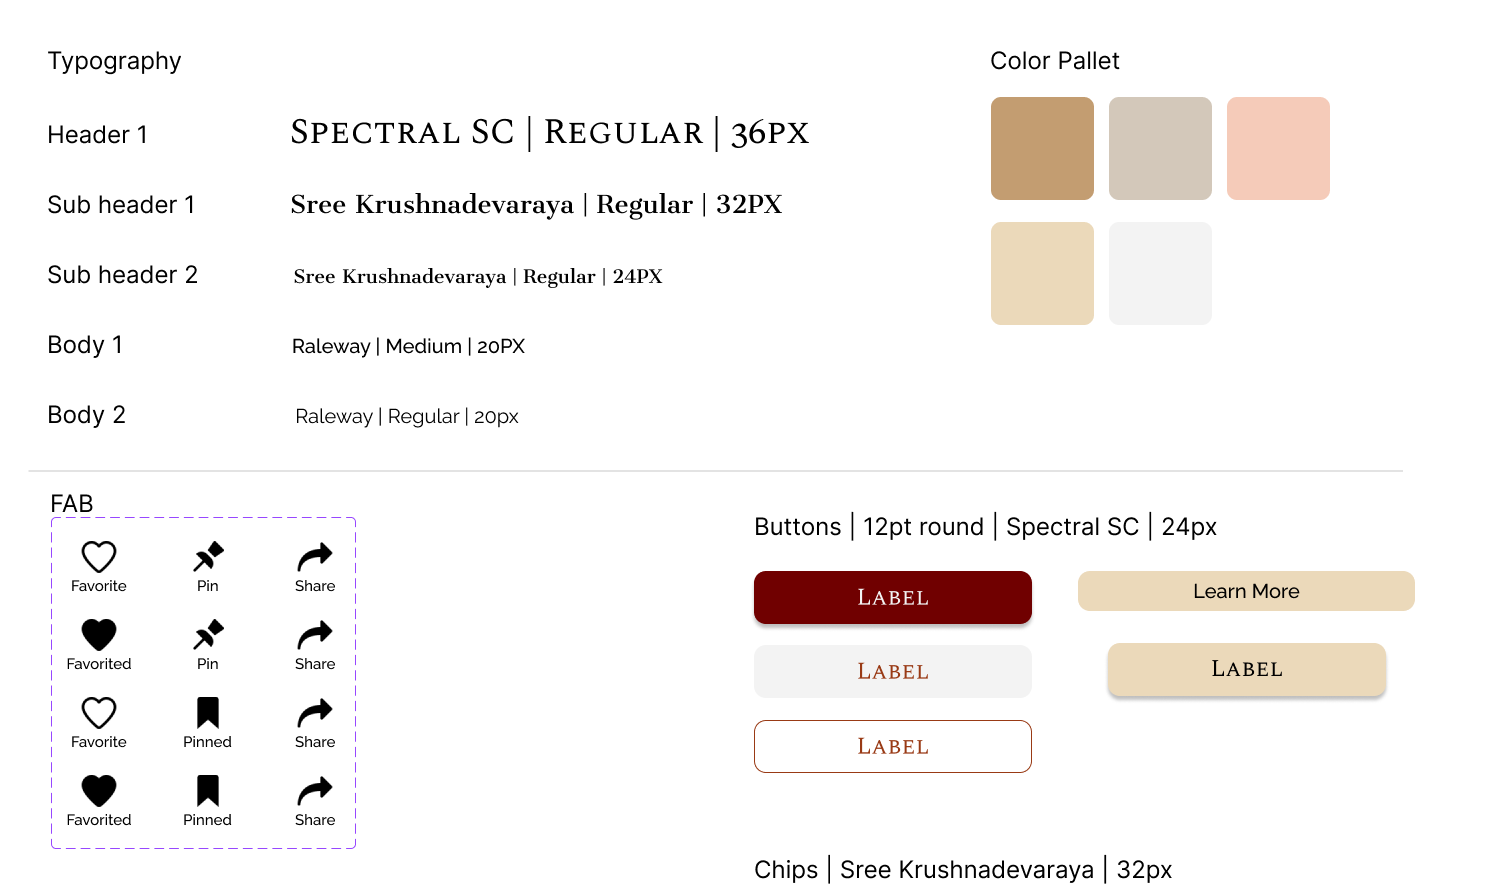 Typography
Header 1
Spectral SC | Regular | 36px
Sub header 1
Sree Krushnadevaraya | Regular | 32PX
Sub header 2
Sree Krushnadevaraya | Regular | 24PX
Body 1
Raleway | Medium | 20PX
Body 2
Raleway | Regular | 20px
Color Pallet
FAB
Favorite
Pin
Share
Favorited
Pin
Share
Favorite
Pinned
Share
Favorited
Pinned
Share
Buttons | 12pt round | Spectral SC | 24px
Label
Learn More
Label
Label
Label
Chips | Sree Krushnadevaraya | 32px